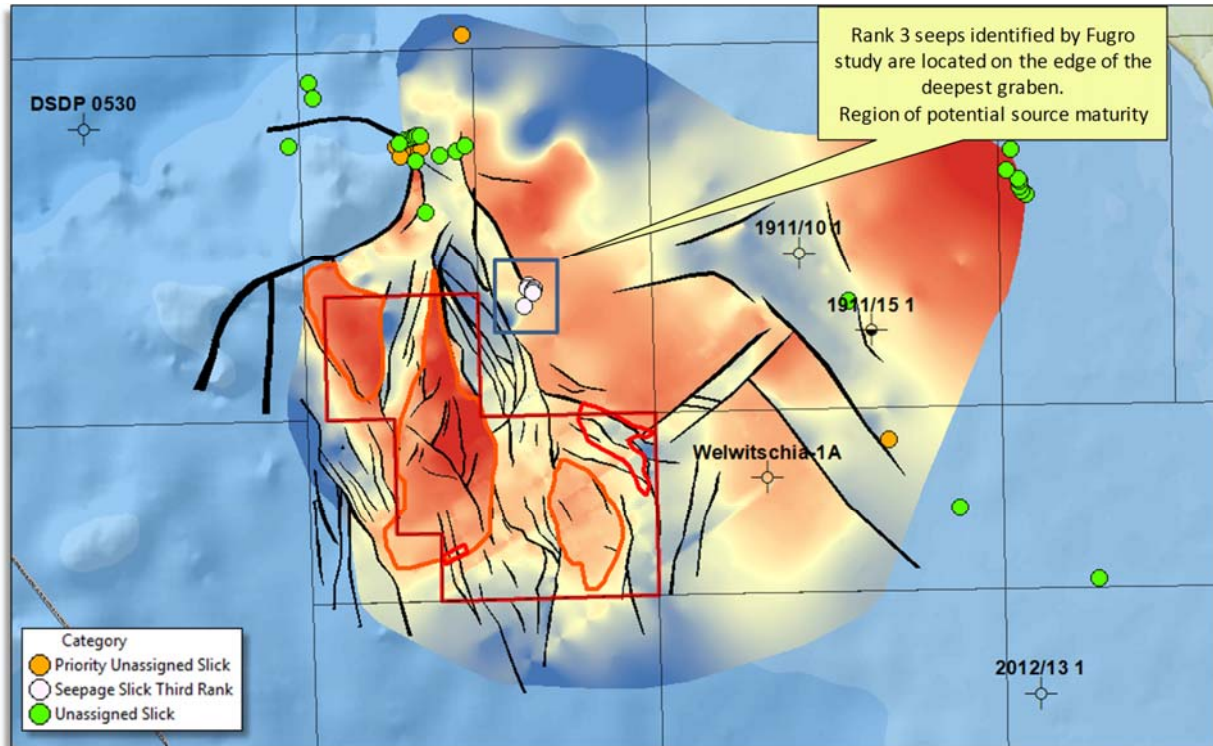 Rank 3 seeps identified by Fugro
study are located on the edge of the
deepest graben.
Region of potential source maturity
DSDP 0530
1911/10 1
1911/15 1
Welwitschia-1A
2012/13 1
Category
Priority Unassigned Slick
Seepage Slick Third Rank
Unassigned Slick